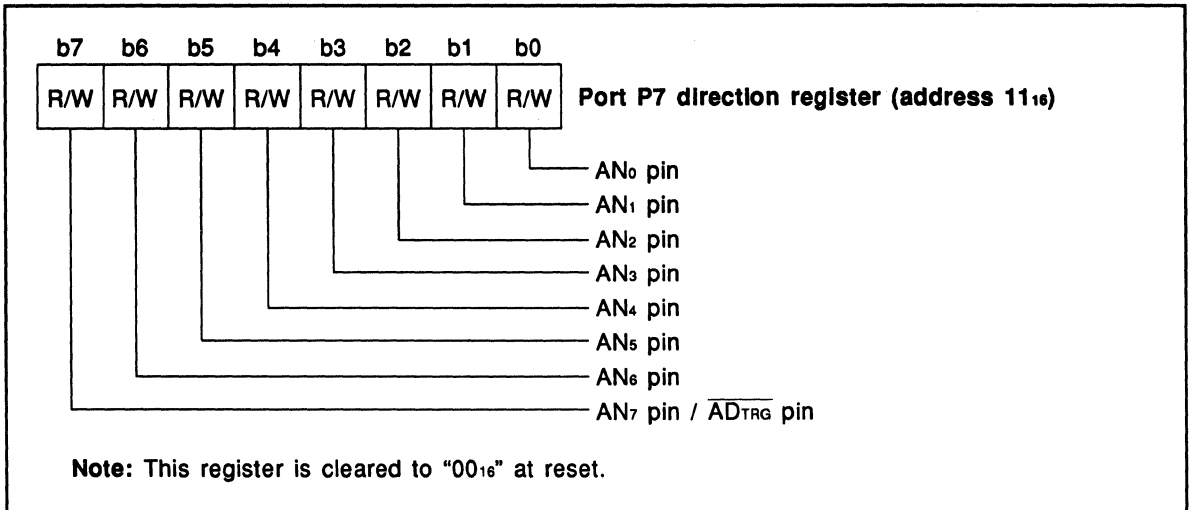 b7 b6 b5 b4 b3 b2 b1 b0
R/W R/W R/W R/W R/W R/W R/W R/W Port P7 direction register (address 11₁₆)
AN₀ pin
AN₁ pin
AN₂ pin
AN₃ pin
AN₄ pin
AN₅ pin
AN₆ pin
AN₇ pin / ADTRG pin
Note: This register is cleared to “00₁₆” at reset.